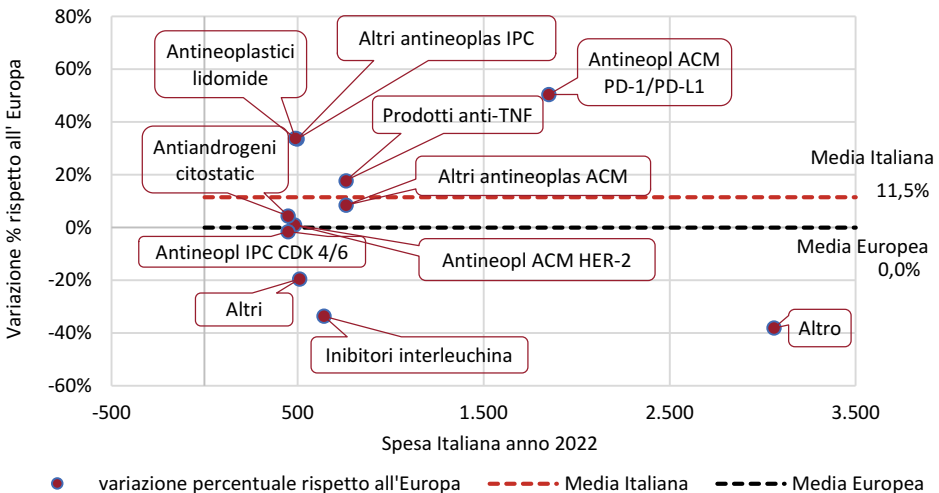 80%
60%
40%
20%
0%
-20%
-40%
-60%
Variazione % rispetto all' Europa
Antineoplastici
lidomide
Altri antineoplas IPC
Antineopl ACM
PD-1/PD-L1
Prodotti anti-TNF
Antiandrogeni
citostatic
Altri antineoplas ACM
Media Italiana
11,5%
Antineopl IPC CDK 4/6
Antineopl ACM HER-2
Media Europea
0,0%
Altri
Inibitori interleuchina
Altro
-500
500
1.500
2.500
3.500
Spesa Italiana anno 2022
variazione percentuale rispetto all'Europa
Media Italiana
Media Europea